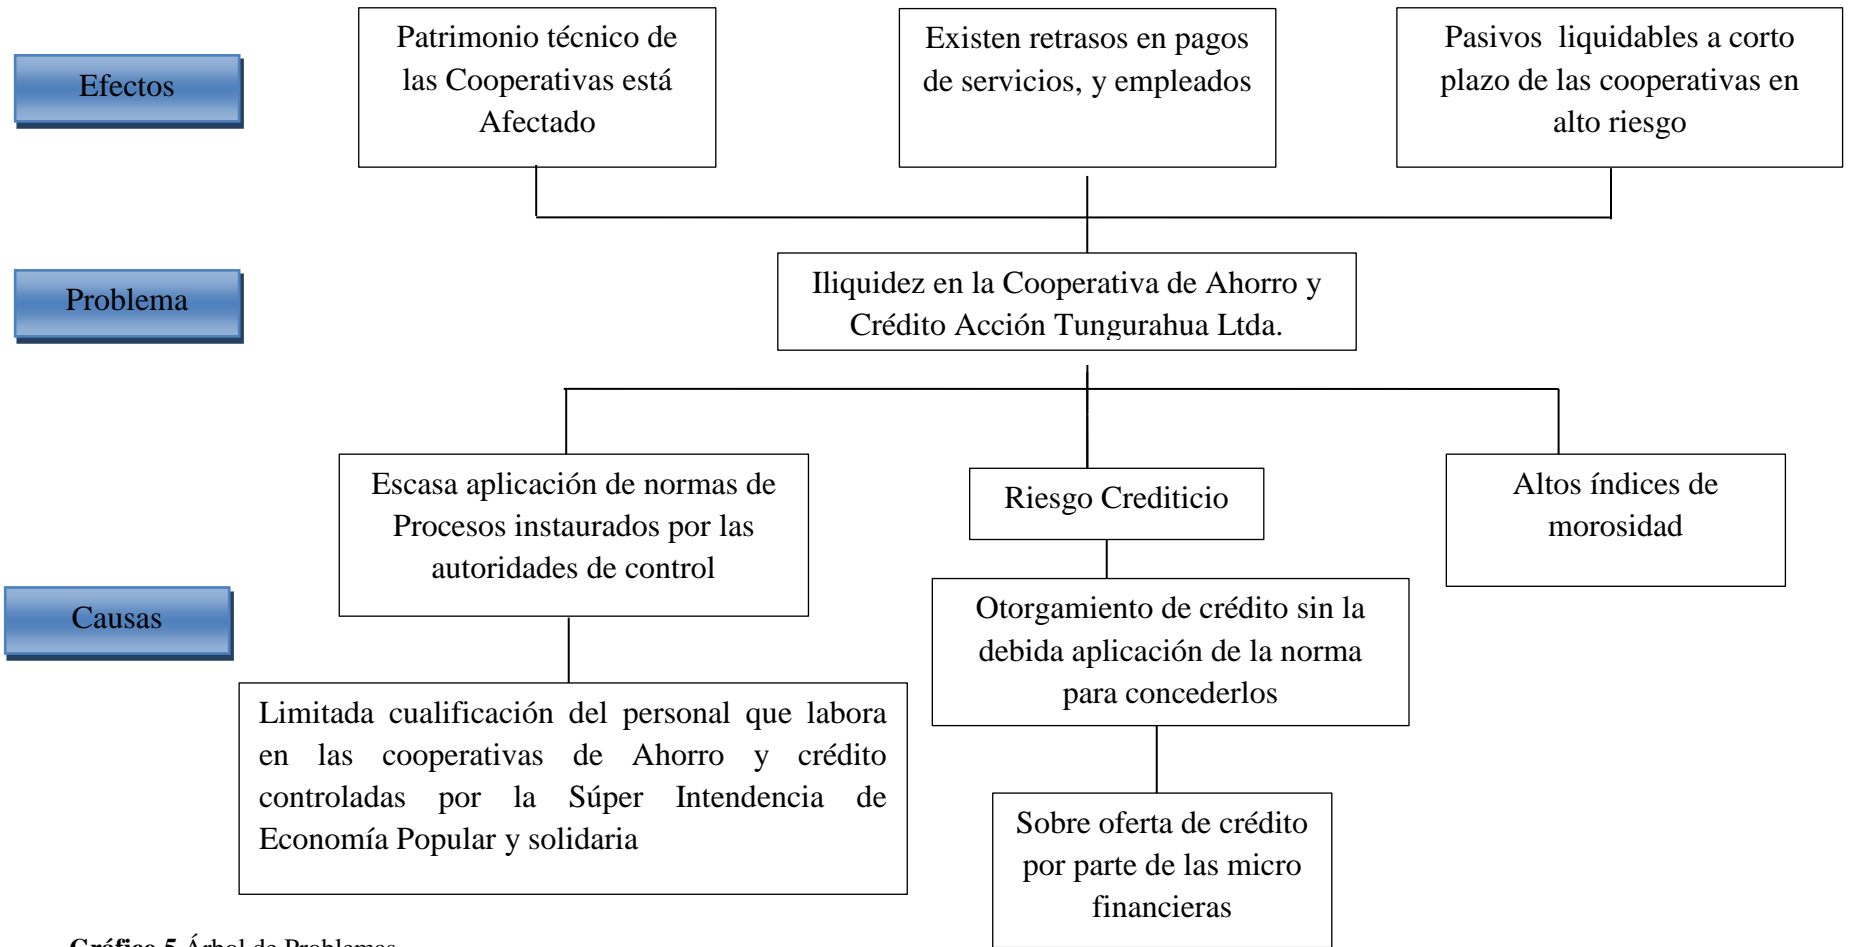 Efectos
Patrimonio técnico de
las Cooperativas está
Afectado
Existen retrasos en pagos
de servicios, y empleados
Pasivos liquidables a corto
plazo de las cooperativas en
alto riesgo
Problema
Iliquidez en la Cooperativa de Ahorro y
Crédito Acción Tungurahua Ltda.
Causas
Escasa aplicación de normas de
Procesos instaurados por las
autoridades de control
Riesgo Crediticio
Altos índices de
morosidad
Otorgamiento de crédito sin la
debida aplicación de la norma
para concederlos
Limitada cualificación del personal que labora
en las cooperativas de Ahorro y crédito
controladas por la Súper Intendencia de
Economía Popular y solidaria
Sobre oferta de crédito
por parte de las micro
financieras
Gráfico 5 Árbol de Problemas